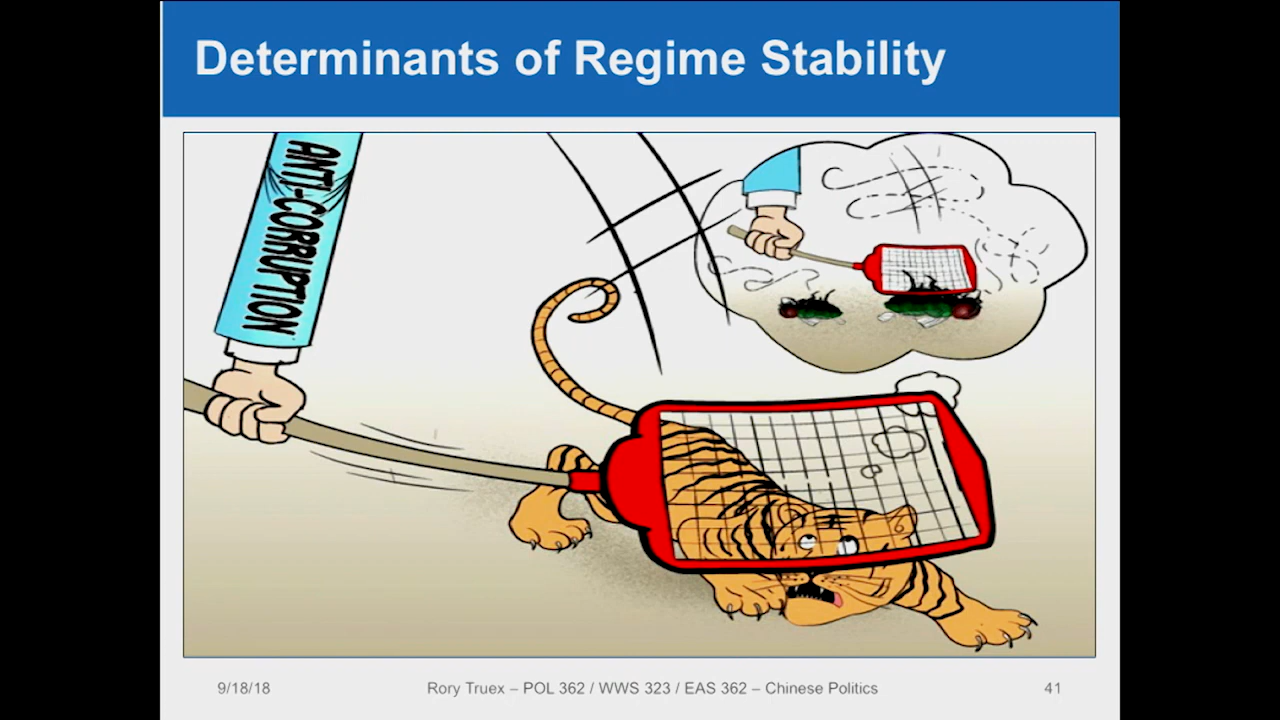 Determinants of Regime Stability
ANTI-CORRUPTION
9/18/18
Rory Truex – POL 362 / WWS 323 / EAS 362 – Chinese Politics
41